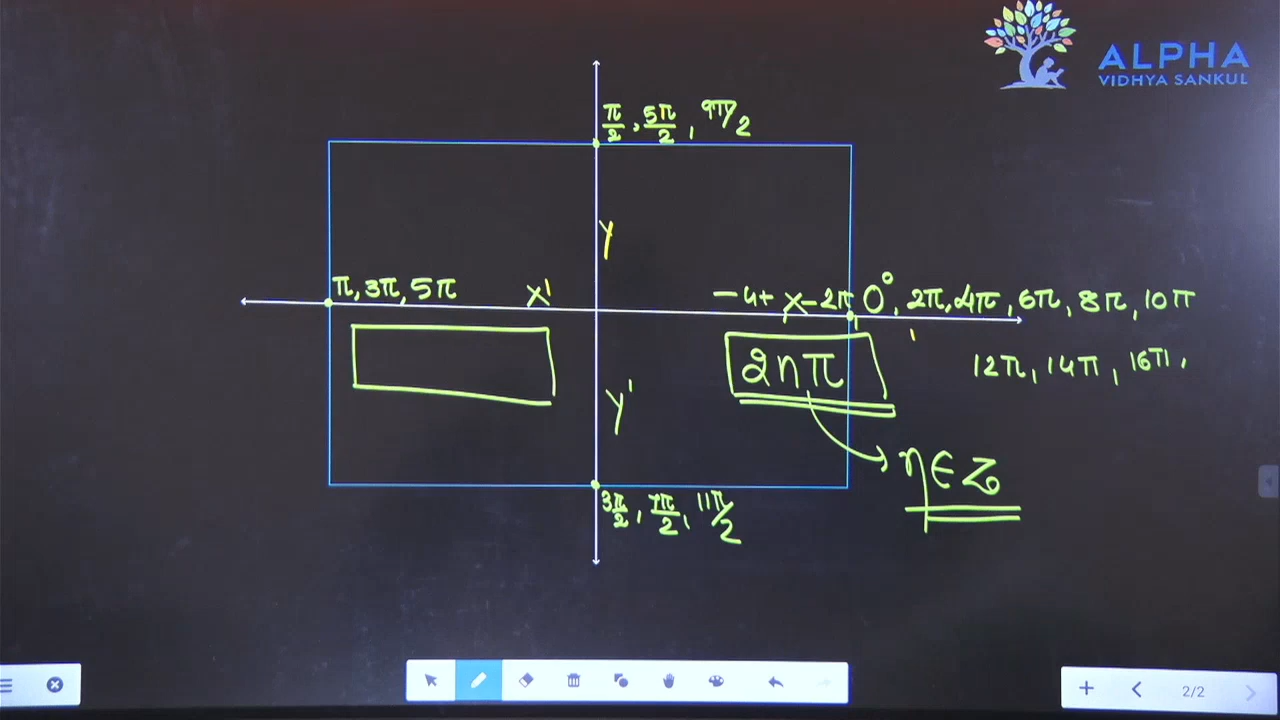 ALPHA
VIDHYA SANKUL
π/2, 5π/2, 9π/2
y
π, 3π, 5π
x'
x -2π 0°, 2π, 4π, 6π, 8π, 10π
2nπ
12π, 14π, 16π,
y'
n∈Z
3π/2, 7π/2, 11π/2
2/2